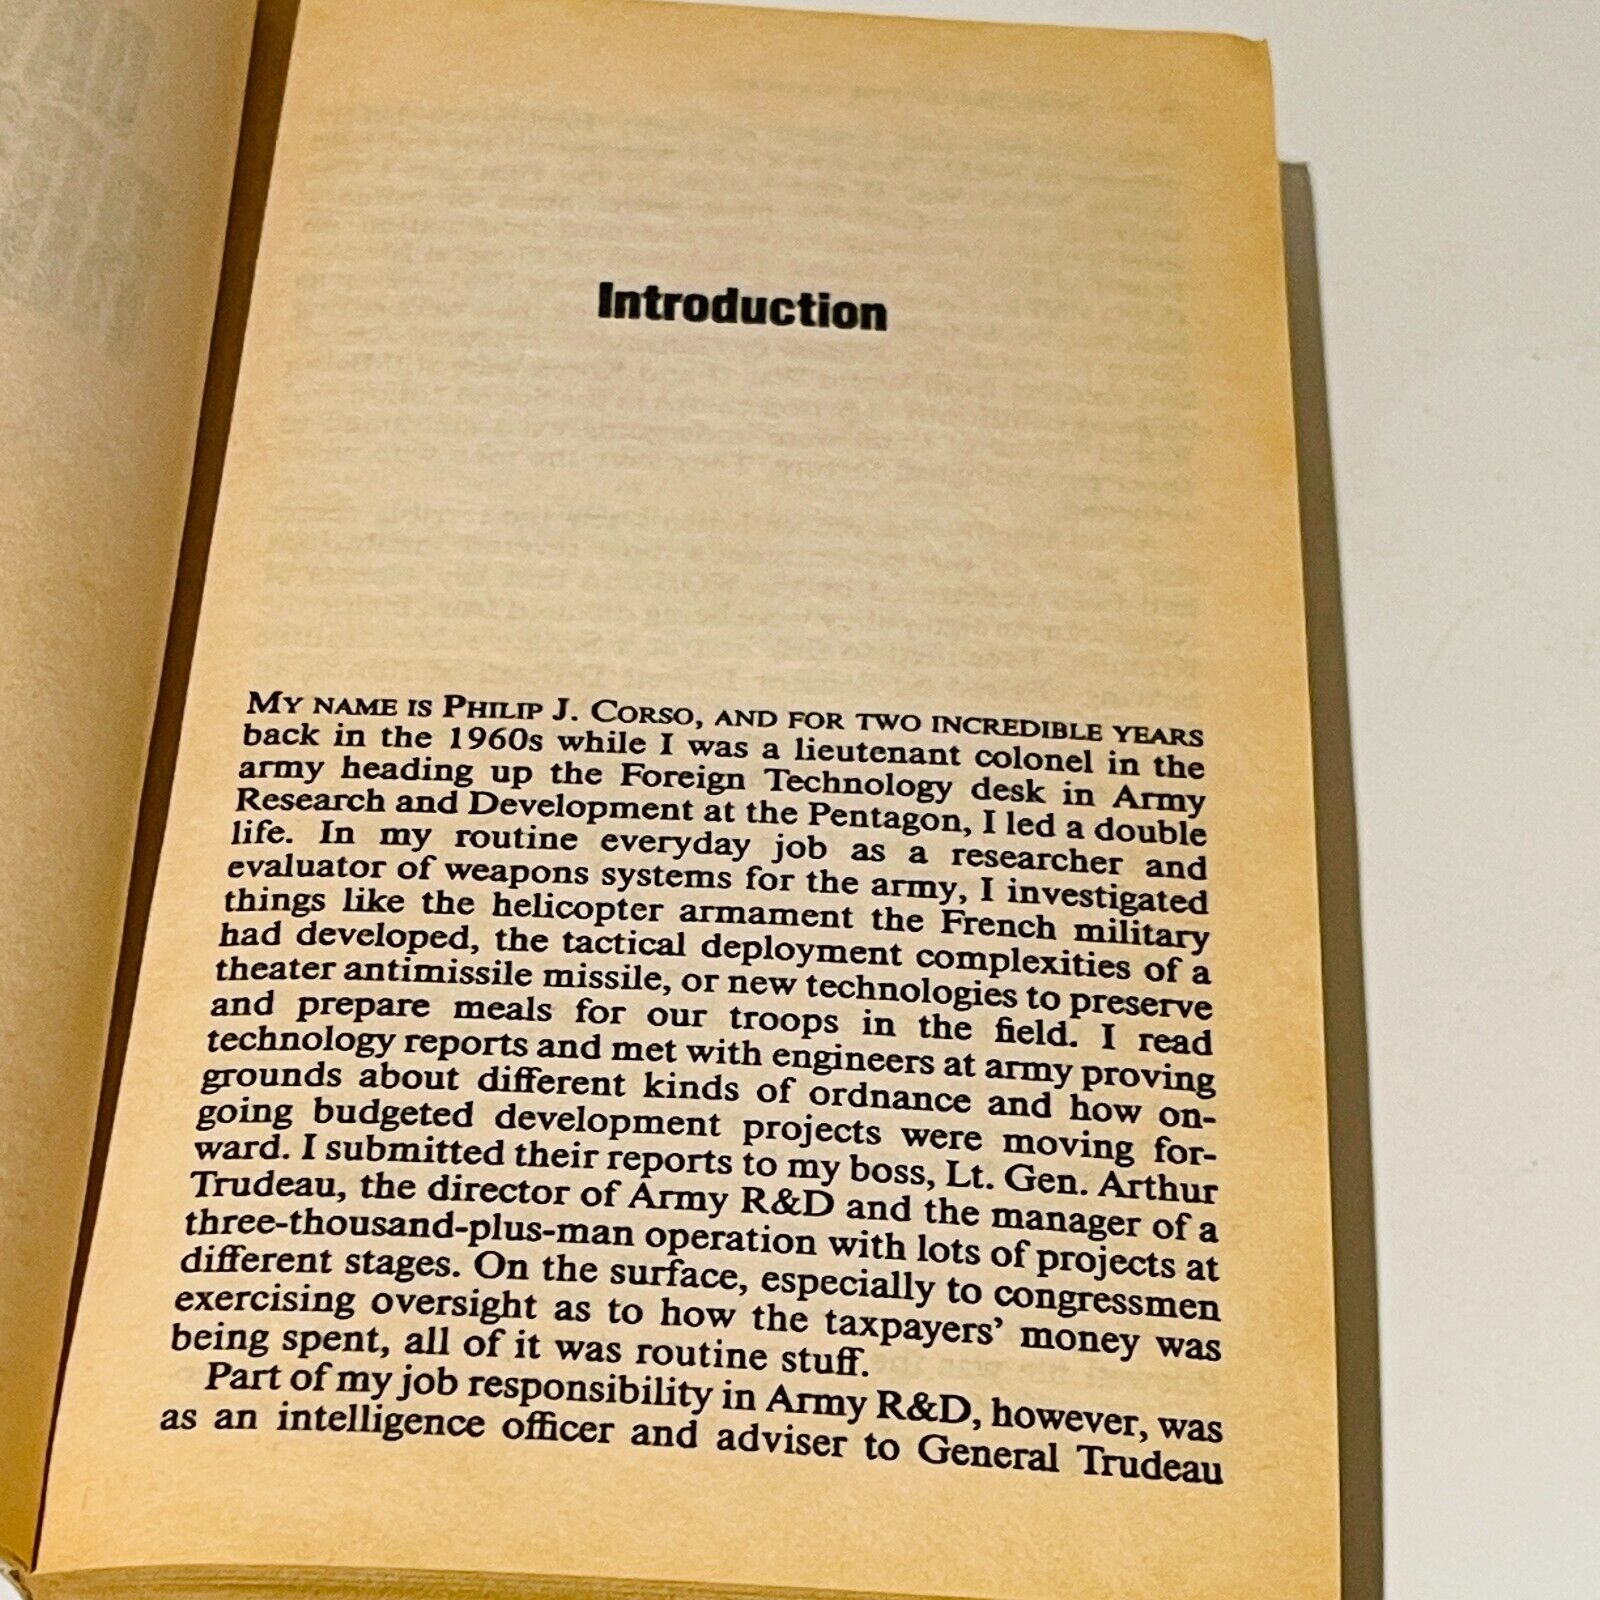 Introduction
MY NAME IS PHILIP J. CORSO, AND FOR TWO INCREDIBLE YEARS
back in the 1960s while I was a lieutenant colonel in the
army heading up the Foreign Technology desk in Army
Research and Development at the Pentagon, I led a double
life. In my routine everyday job as a researcher and
evaluator of weapons systems for the army, I investigated
things like the helicopter armament the French military
had developed, the tactical deployment complexities of a
theater antimissile missile, or new technologies to preserve
and prepare meals for our troops in the field. I read
technology reports and met with engineers at army proving
grounds about different kinds of ordnance and how on-
going budgeted development projects were moving for-
ward. I submitted their reports to my boss, Lt. Gen. Arthur
Trudeau, the director of Army R&D and the manager of a
three-thousand-plus-man operation with lots of projects at
different stages. On the surface, especially to congressmen
exercising oversight as to how the taxpayers' money was
being spent, all of it was routine stuff.
Part of my job responsibility in Army R&D, however, was
as an intelligence officer and adviser to General Trudeau